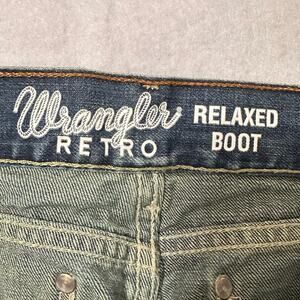 Wrangler
RETRO
RELAXED
BOOT